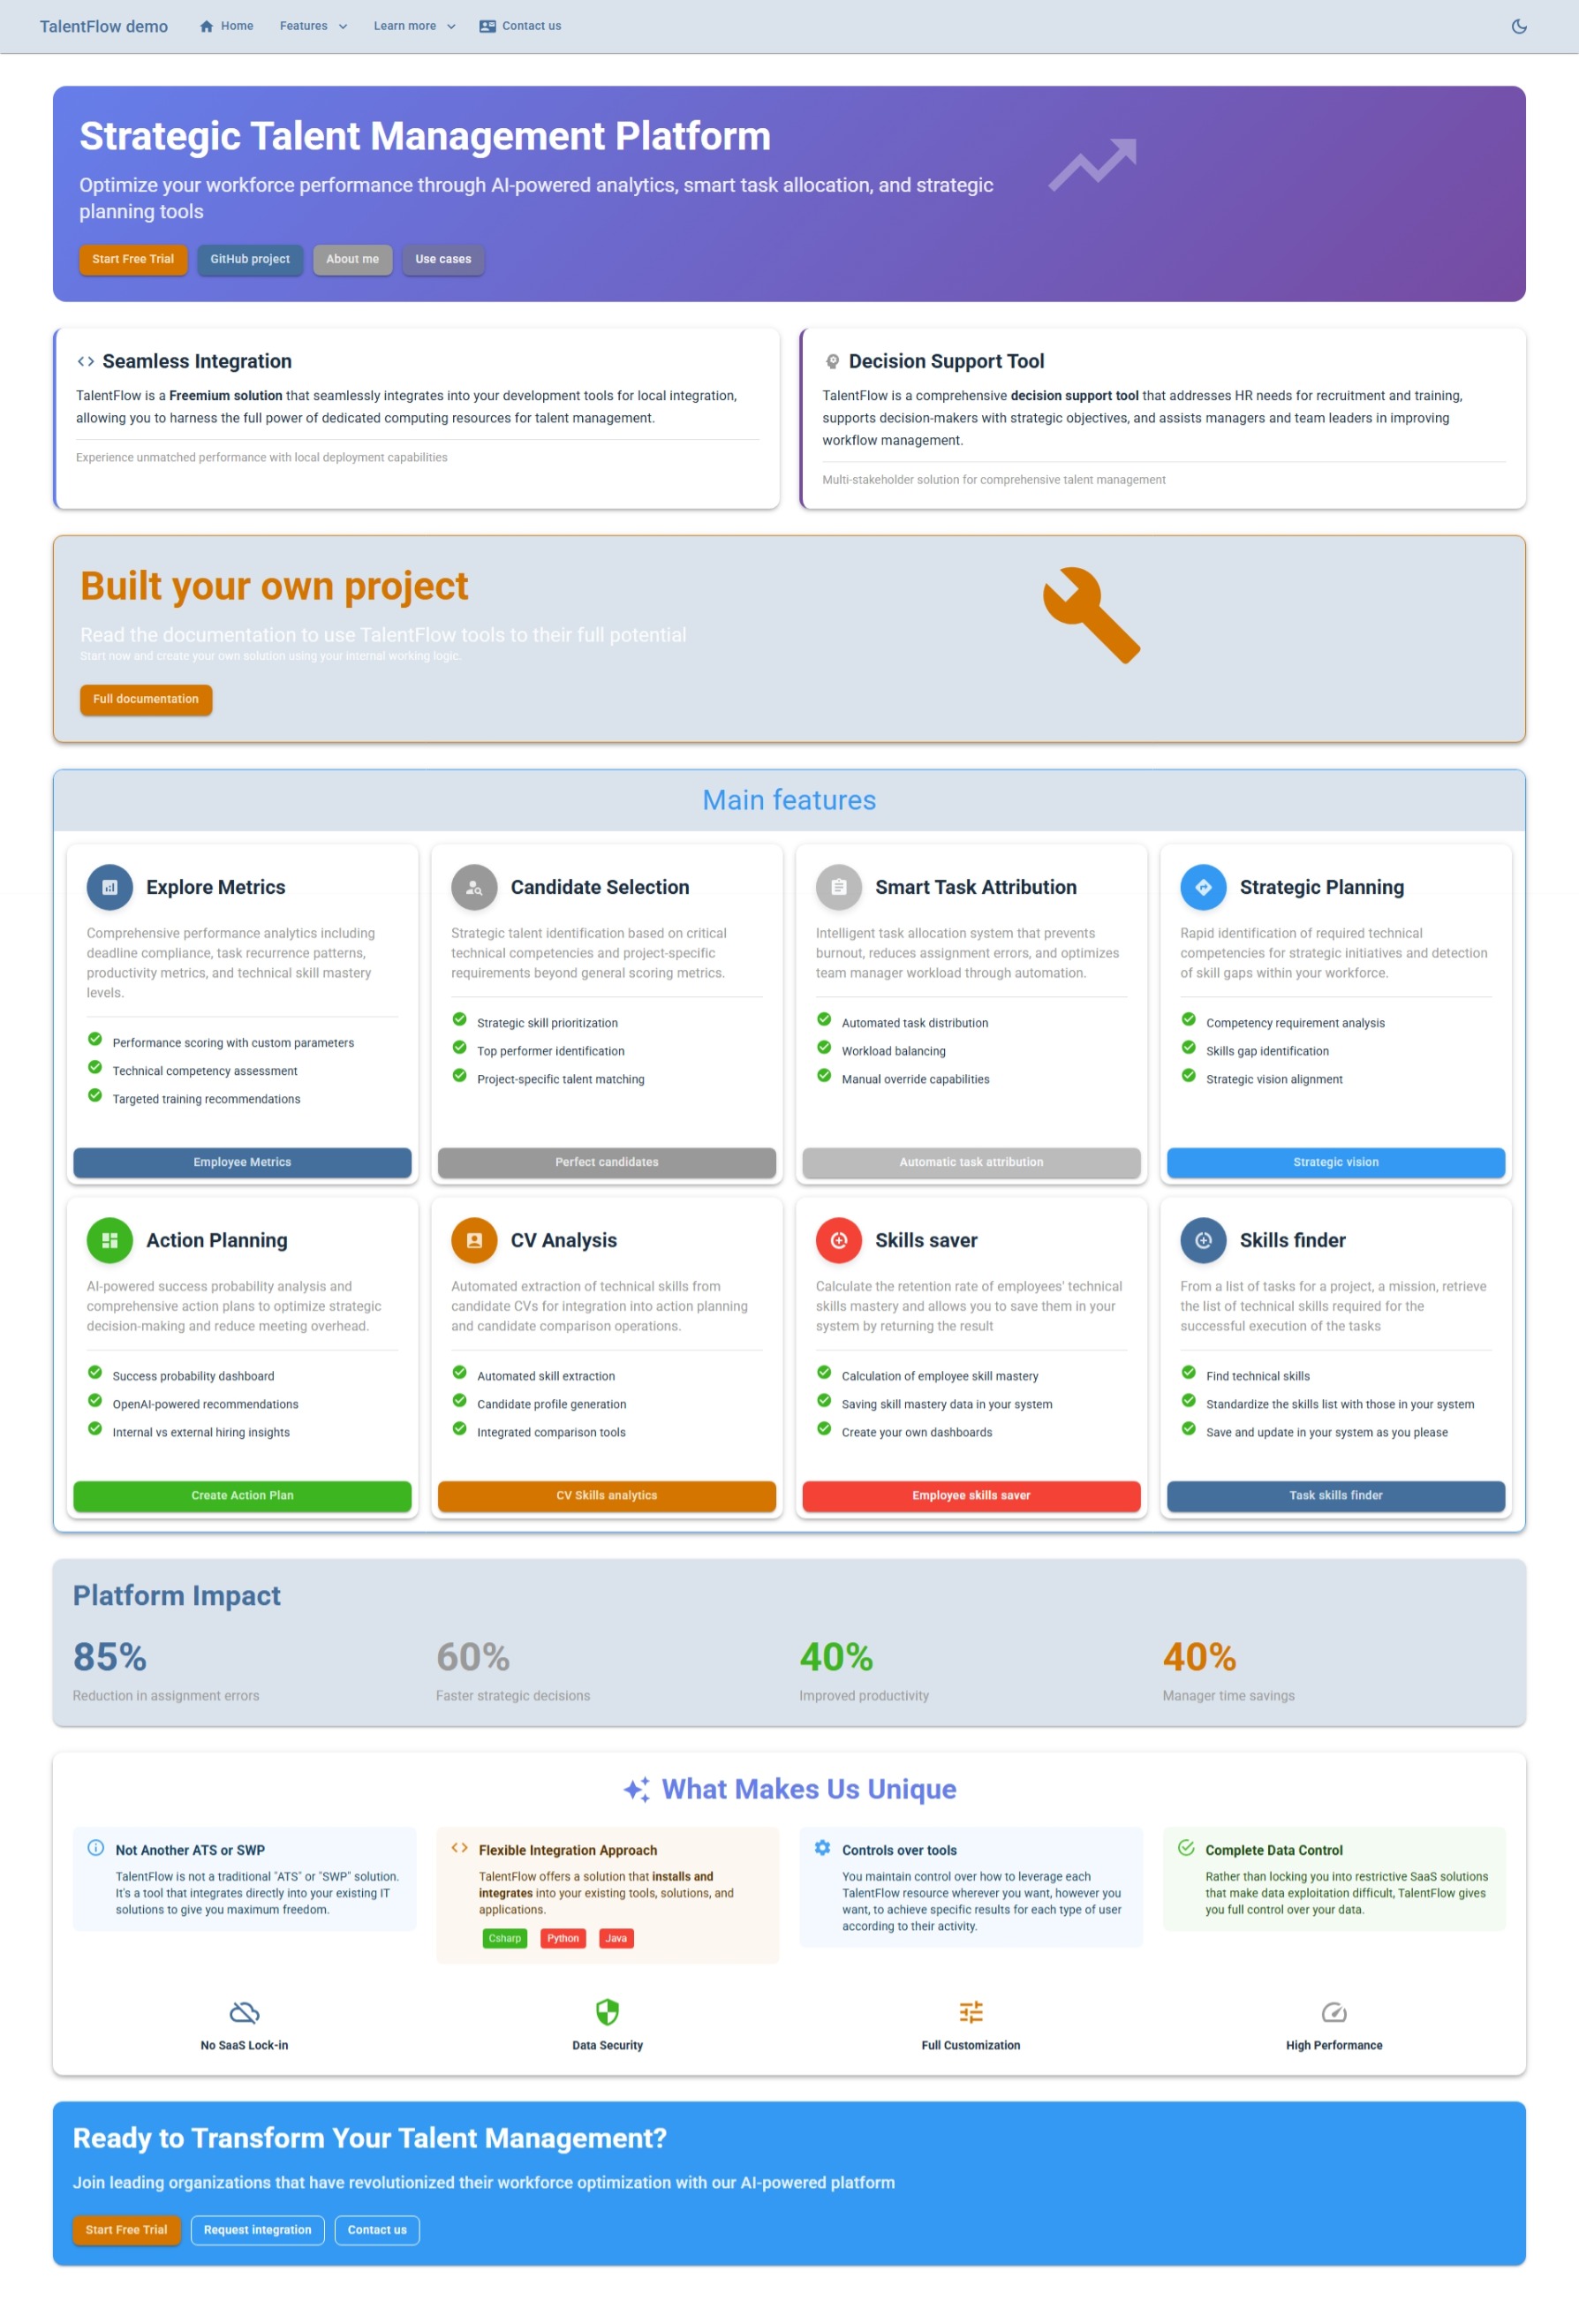 TalentFlow demo
Home
Features
Learn more
Contact us
Strategic Talent Management Platform
Optimize your workforce performance through AI-powered analytics, smart task allocation, and strategic
planning tools
Start Free Trial
GitHub project
About me
Use cases
Seamless Integration
TalentFlow is a Freemium solution that seamlessly integrates into your development tools for local integration,
allowing you to harness the full power of dedicated computing resources for talent management.
Experience unmatched performance with local deployment capabilities
Decision Support Tool
TalentFlow is a comprehensive decision support tool that addresses HR needs for recruitment and training,
supports decision-makers with strategic objectives, and assists managers and team leaders in improving
workflow management.
Multi-stakeholder solution for comprehensive talent management
Built your own project
Read the documentation to use TalentFlow tools to their full potential
Start now and create your own solution using your internal working logic.
Full documentation
Main features
Explore Metrics
Comprehensive performance analytics including
deadline compliance, task recurrence patterns,
productivity metrics, and technical skill mastery
levels.
Performance scoring with custom parameters
Technical competency assessment
Targeted training recommendations
Employee Metrics
Candidate Selection
Strategic talent identification based on critical
technical competencies and project-specific
requirements beyond general scoring metrics.
Strategic skill prioritization
Top performer identification
Project-specific talent matching
Perfect candidates
Smart Task Attribution
Intelligent task allocation system that prevents
burnout, reduces assignment errors, and optimizes
team manager workload through automation.
Automated task distribution
Workload balancing
Manual override capabilities
Automatic task attribution
Strategic Planning
Rapid identification of required technical
competencies for strategic initiatives and detection
of skill gaps within your workforce.
Competency requirement analysis
Skills gap identification
Strategic vision alignment
Strategic vision
Action Planning
AI-powered success probability analysis and
comprehensive action plans to optimize strategic
decision-making and reduce meeting overhead.
Success probability dashboard
OpenAI-powered recommendations
Internal vs external hiring insights
Create Action Plan
CV Analysis
Automated extraction of technical skills from
candidate CVs for integration into action planning
and candidate comparison operations.
Automated skill extraction
Candidate profile generation
Integrated comparison tools
CV Skills analytics
Skills saver
Calculate the retention rate of employees' technical
skills mastery and allows you to save them in your
system by returning the result
Calculation of employee skill mastery
Saving skill mastery data in your system
Create your own dashboards
Employee skills saver
Skills finder
From a list of tasks for a project, a mission, retrieve
the list of technical skills required for the
successful execution of the tasks
Find technical skills
Standardize the skills list with those in your system
Save and update in your system as you please
Task skills finder
Platform Impact
85%
Reduction in assignment errors
60%
Faster strategic decisions
40%
Improved productivity
40%
Manager time savings
What Makes Us Unique
Not Another ATS or SWP
TalentFlow is not a traditional "ATS" or "SWP" solution.
It's a tool that integrates directly into your existing IT
solutions to give you maximum freedom.
Flexible Integration Approach
TalentFlow offers a solution that installs and
integrates into your existing tools, solutions, and
applications.
Csharp
Python
Java
Controls over tools
You maintain control over how to leverage each
TalentFlow resource wherever you want, however you
want, to achieve specific results for each type of user
according to their activity.
Complete Data Control
Rather than locking you into restrictive SaaS solutions
that make data exploitation difficult, TalentFlow gives
you full control over your data.
No SaaS Lock-in
Data Security
Full Customization
High Performance
Ready to Transform Your Talent Management?
Join leading organizations that have revolutionized their workforce optimization with our AI-powered platform
Start Free Trial
Request integration
Contact us